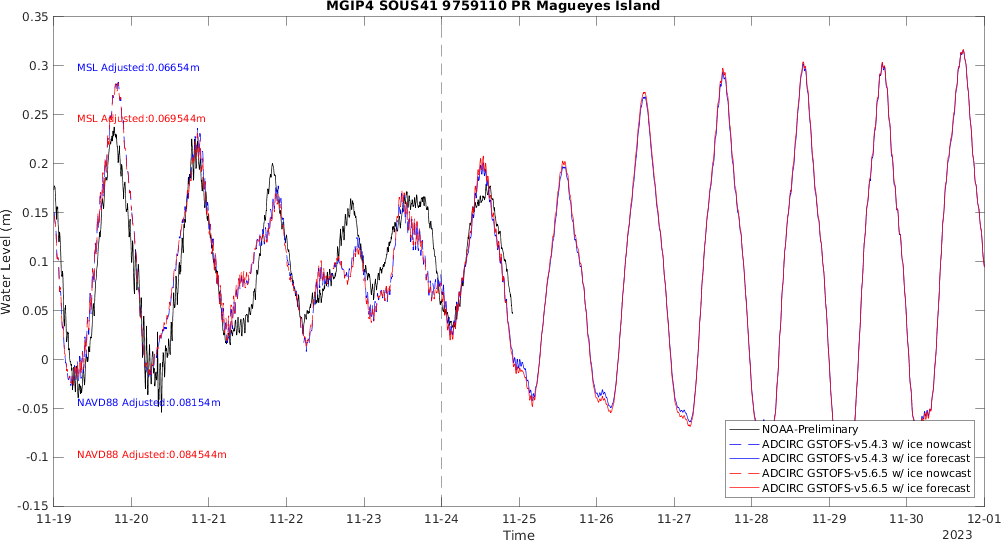 MGIP4 SOUS41 9759110 PR Magueyes Island
0.35
0.3
0.25
0.2
0.15
0.1
0.05
0
-0.05
-0.1
-0.15
Water Level (m)
MSL Adjusted:0.06654m
MSL Adjusted:0.069544m
NAVD88 Adjusted:0.08154m
NAVD88 Adjusted:0.084544m
NOAA-Preliminary
ADCIRC GSTOFS-v5.4.3 w/ ice nowcast
ADCIRC GSTOFS-v5.4.3 w/ ice forecast
ADCIRC GSTOFS-v5.6.5 w/ ice nowcast
ADCIRC GSTOFS-v5.6.5 w/ ice forecast
11-19 11-20 11-21 11-22 11-23 11-24 11-25 11-26 11-27 11-28 11-29 11-30 12-01
Time
2023